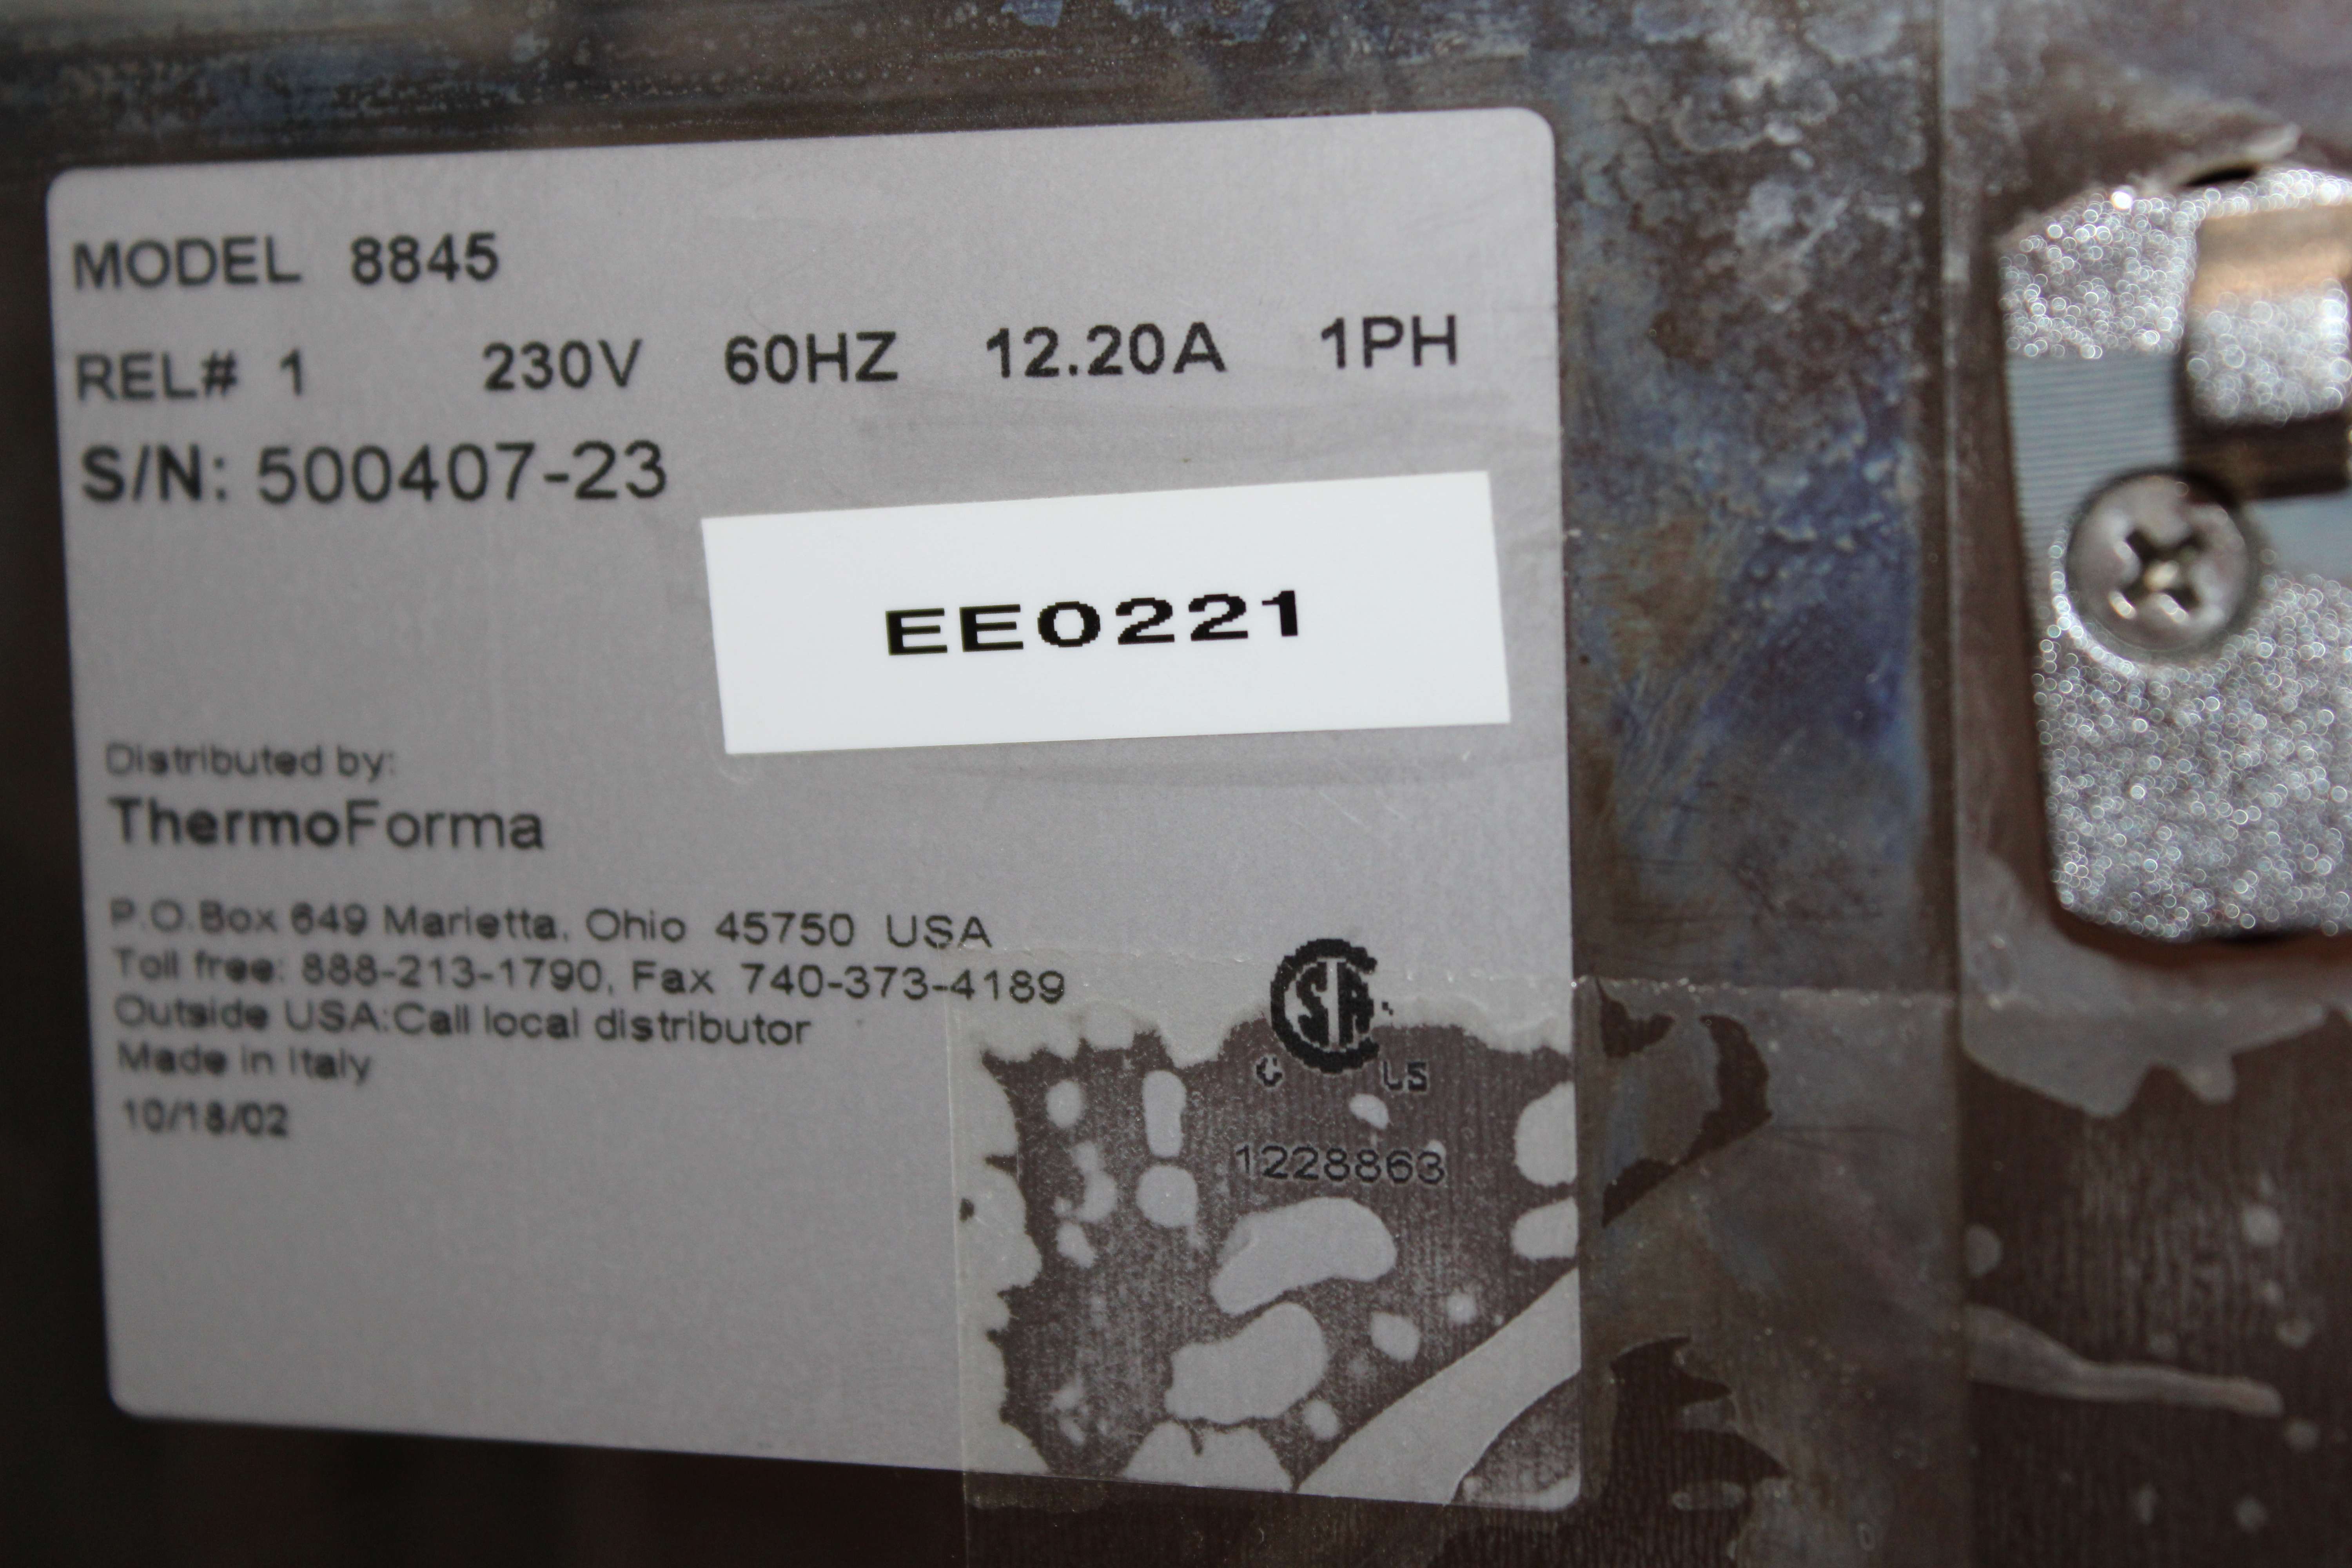 MODEL 8845
REL# 1 230V 60HZ 12.20A 1PH
S/N: 500407-23
EE0221
Distributed by:
ThermoForma
P.O.Box 649 Marietta, Ohio 45750 USA
Toll free: 888-213-1790, Fax 740-373-4189
Outside USA:Call local distributor
Made in Italy
10/18/02
SA
C US
1228863